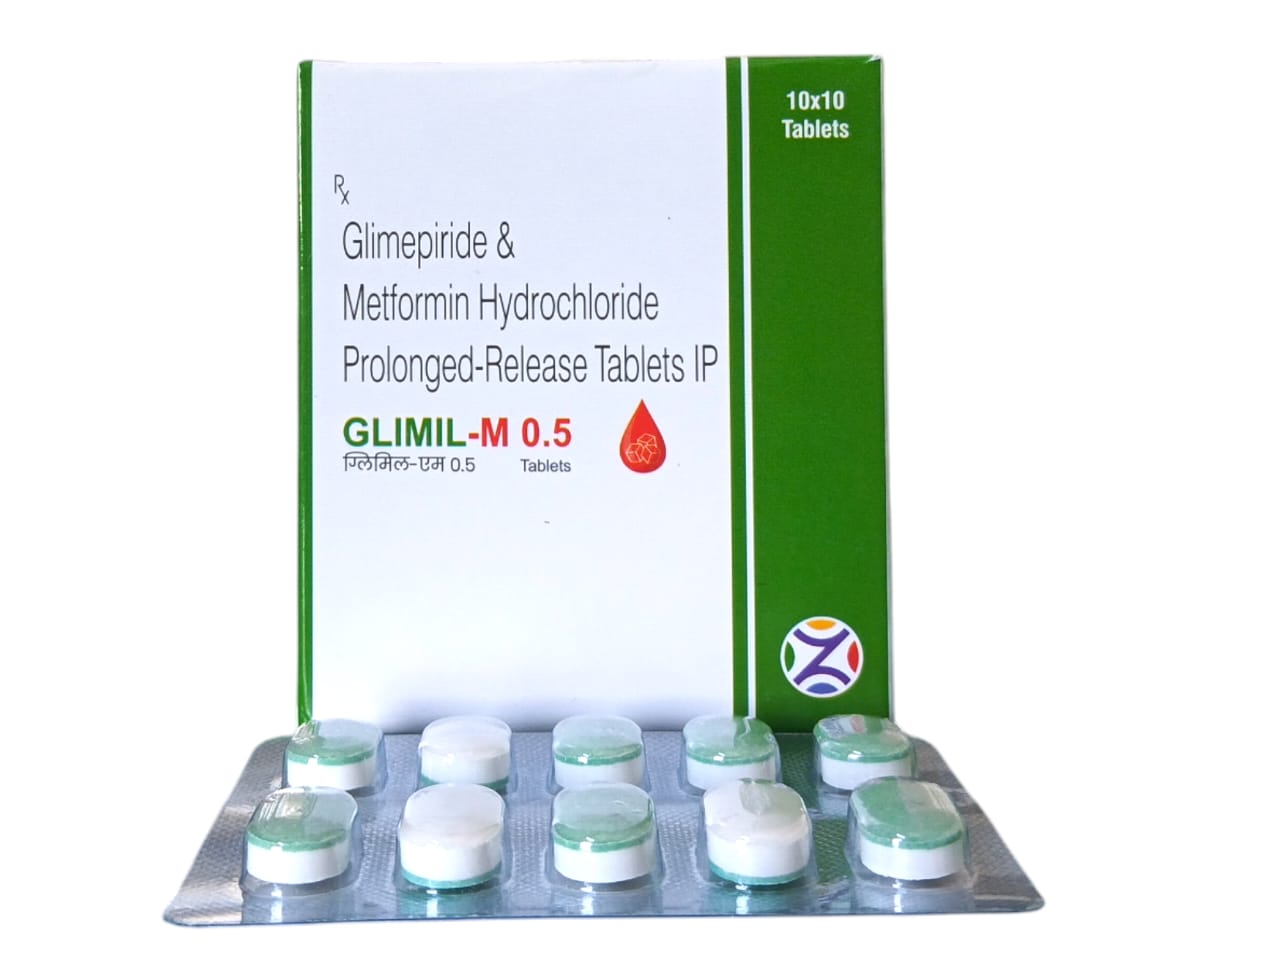 10x10
Tablets
Rx
Glimepiride &
Metformin Hydrochloride
Prolonged-Release Tablets IP
GLIMIL-M 0.5
ग्लिमिल-एम 0.5 Tablets